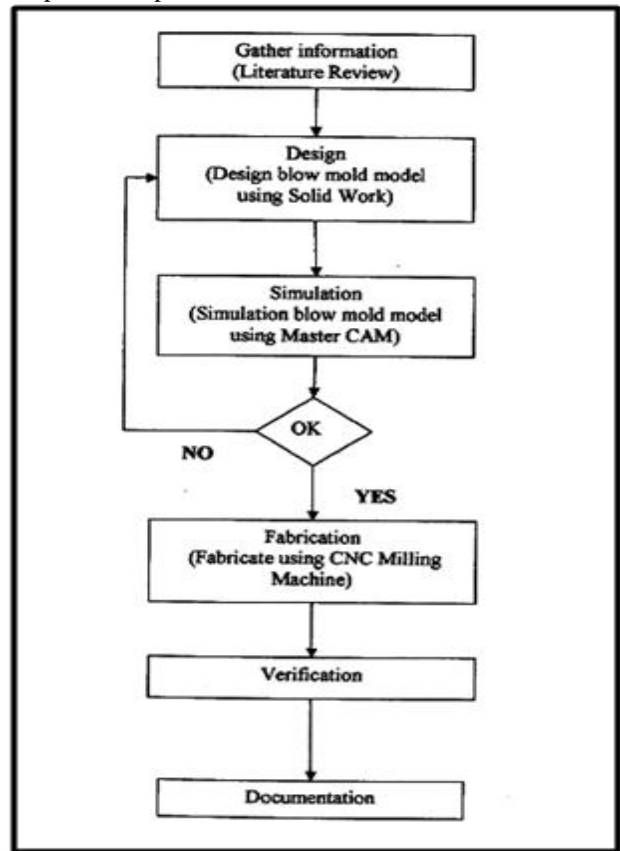 Gather information
(Literature Review)
Design
(Design blow mold model
using Solid Work)
Simulation
(Simulation blow mold model
using Master CAM)
OK
NO
YES
Fabrication
(Fabricate using CNC Milling
Machine)
Verification
Documentation